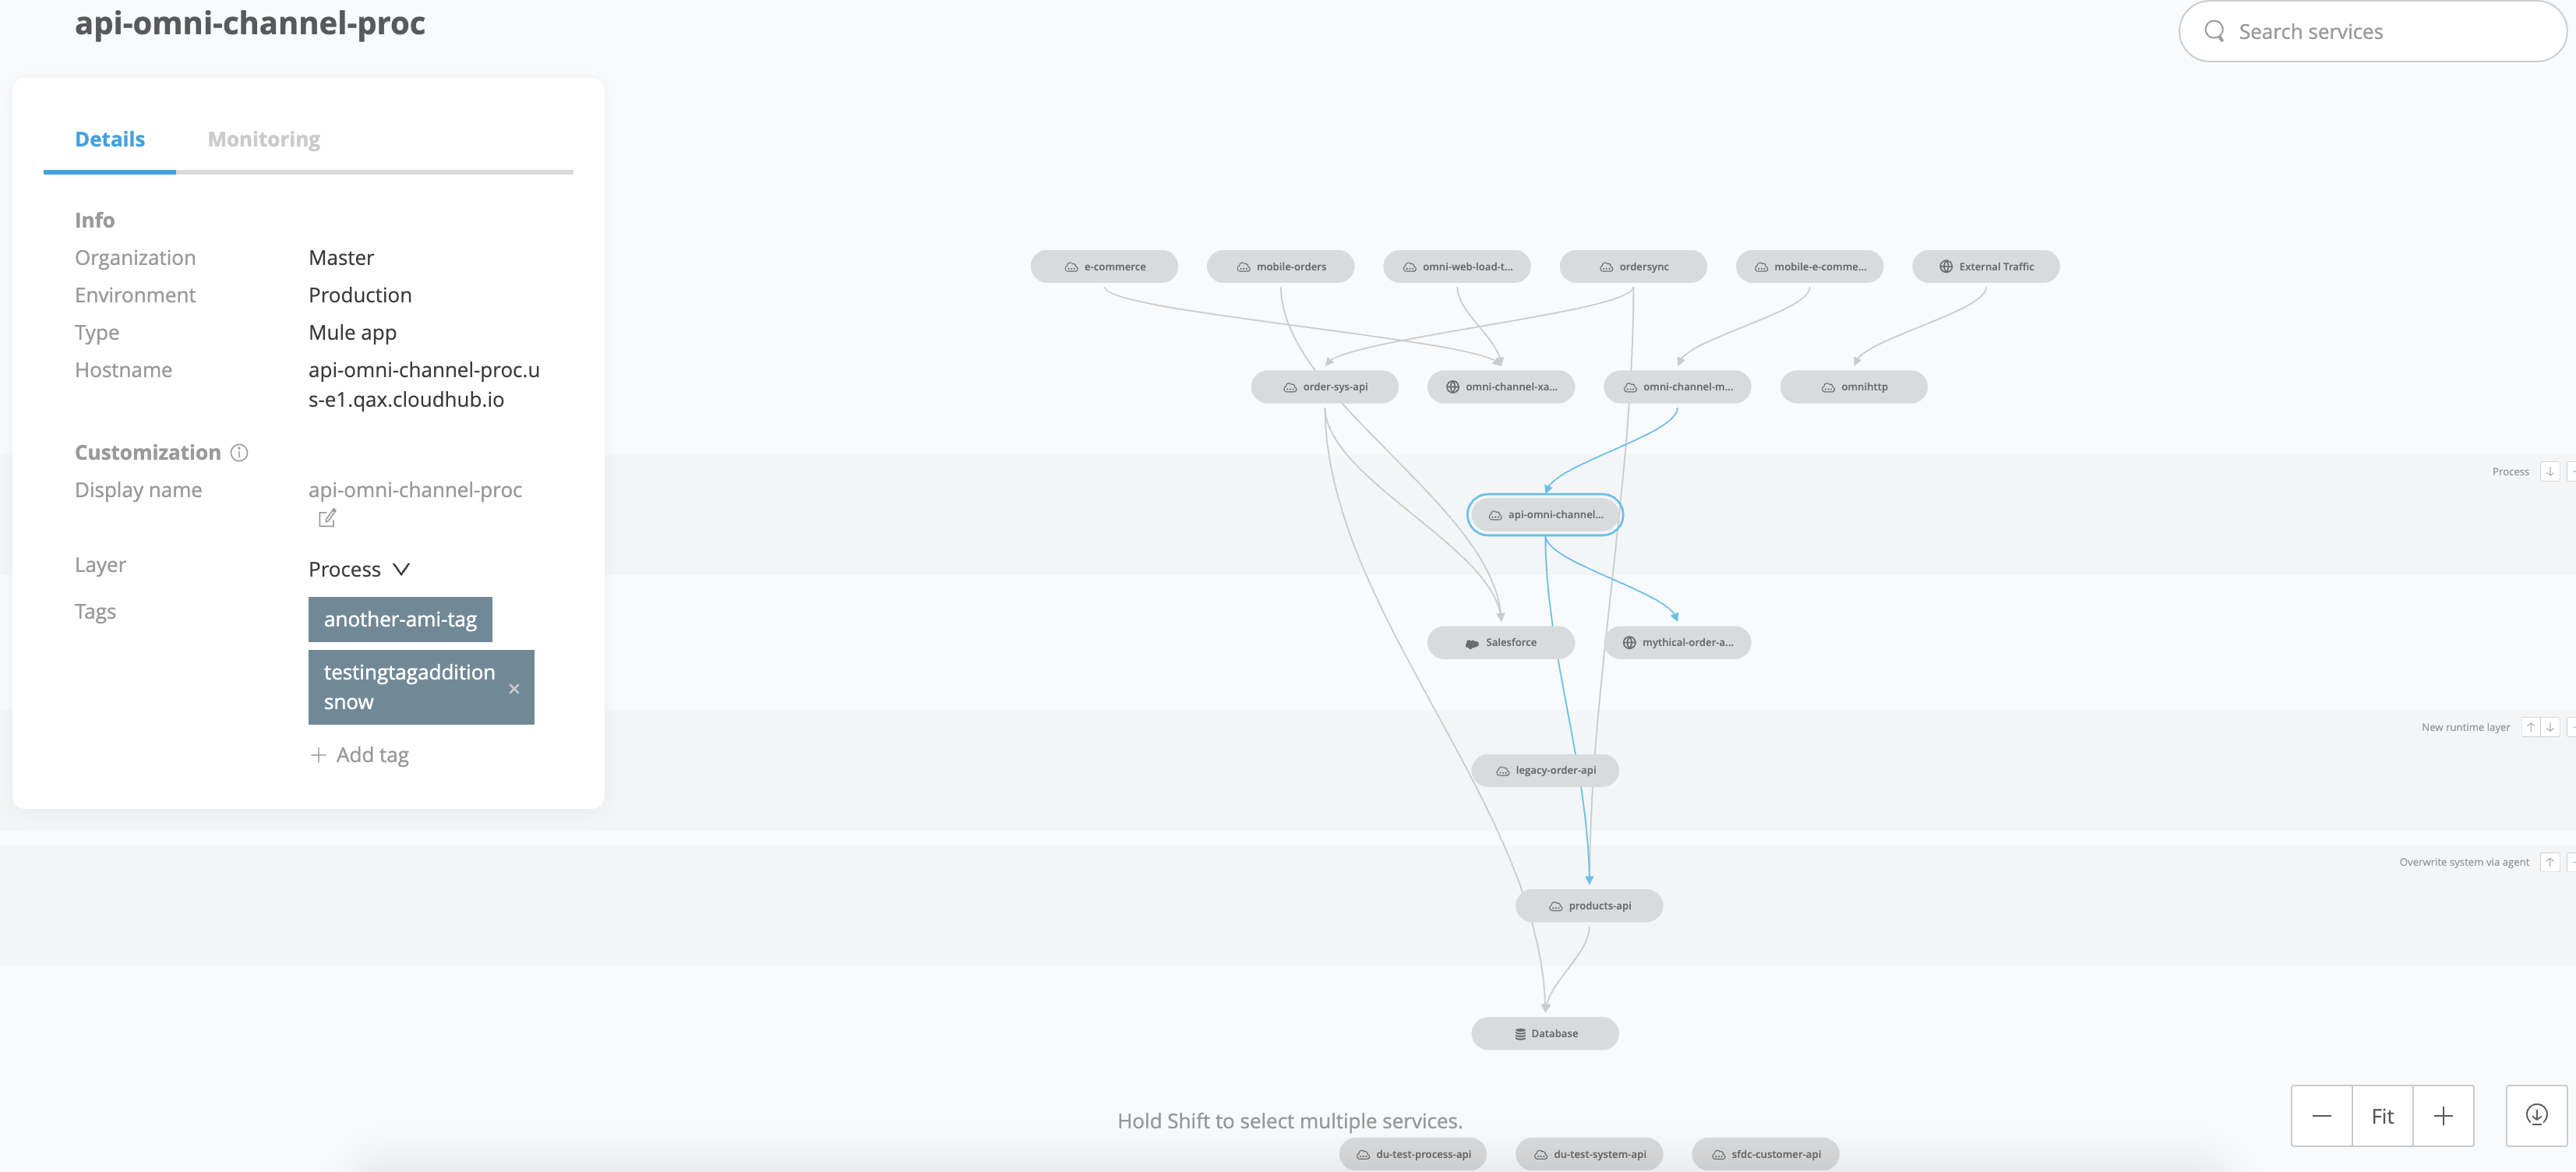 api-omni-channel-proc
Search services
Details
Monitoring
Info
Organization
Master
Environment
Production
Type
Mule app
Hostname
api-omni-channel-proc.u
s-e1.qax.cloudhub.io
Customization
Display name
api-omni-channel-proc
Layer
Process
Tags
another-ami-tag
testingtagaddition
snow
×
Add tag
e-commerce
mobile-orders
omni-web-load-t...
ordersync
mobile-e-comme...
External Traffic
order-sys-api
omni-channel-xa...
omni-channel-m...
omnihttp
Process
api-omni-channel...
Salesforce
mythical-order-a...
New runtime layer
legacy-order-api
Overwrite system via agent
products-api
Database
Hold Shift to select multiple services.
Fit
du-test-process-api
du-test-system-api
sfdc-customer-api